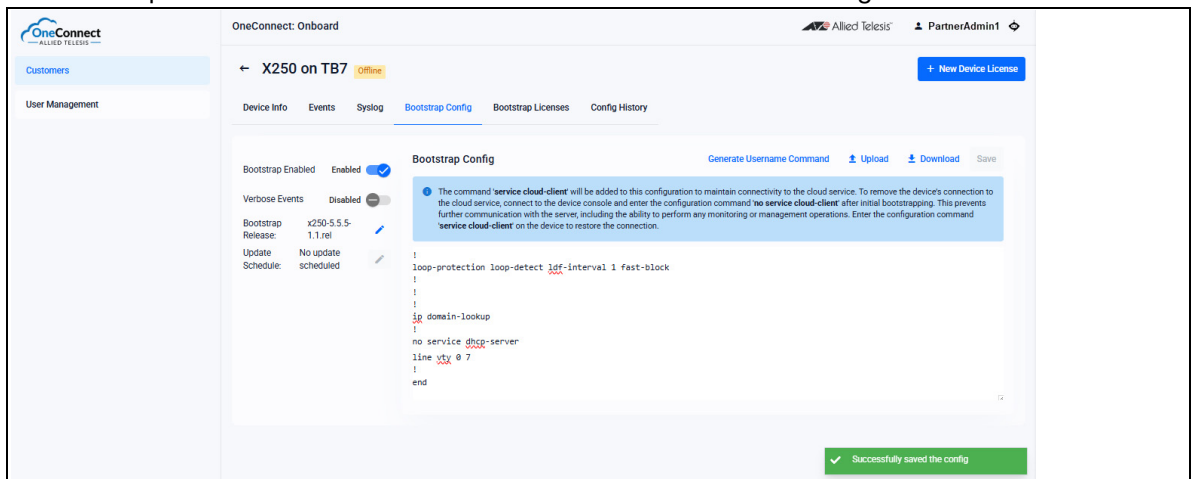 OneConnect
ALLIED TELESIS
OneConnect: Onboard
Allied Telesis
PartnerAdmin1
Customers
User Management
X250 on TB7 Offline
+ New Device License
Device Info Events Syslog Bootstrap Config Bootstrap Licenses Config History
Bootstrap Enabled Enabled
Verbose Events Disabled
Bootstrap Release: x250-5.5.5-1.1.rel
Update Schedule: No update scheduled
Bootstrap Config
Generate Username Command Upload Download Save
The command 'service cloud-client' will be added to this configuration to maintain connectivity to the cloud service. To remove the device's connection to
the cloud service, connect to the device console and enter the configuration command 'no service cloud-client' after initial bootstrapping. This prevents
further communication with the server, including the ability to perform any monitoring or management operations. Enter the configuration command
'service cloud-client' on the device to restore the connection.
!
loop-protection loop-detect ldf-interval 1 fast-block
!
!
!
ip domain-lookup
!
no service dhcp-server
line vty 0 7
!
end
Successfully saved the config